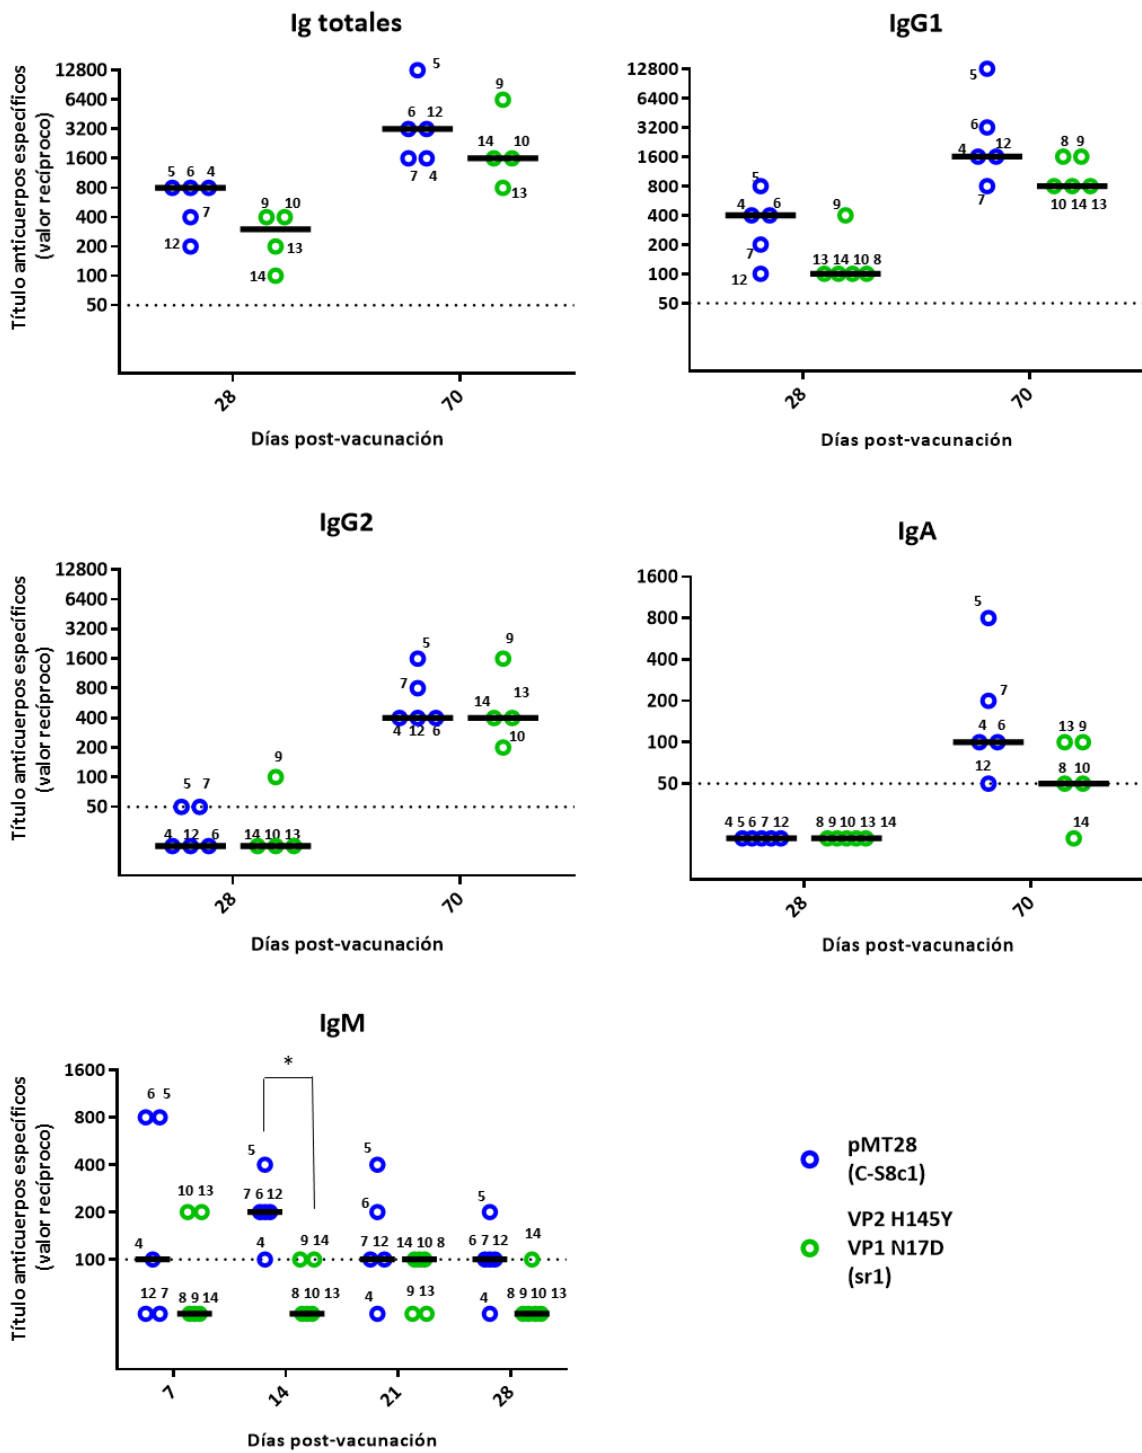 Ig totales
Título anticuerpos específicos
(valor recíproco)
12800
6400
3200
1600
800
400
200
100
50
5 6 4
7
12
9 10
13
14
5
6 12
7 4
9
14 10
13
28
70
Días post-vacunación
IgG1
12800
6400
3200
1600
800
400
200
100
50
5
4 6
7
12
9
13 14 10 8
5
6
4 12
7
8 9
10 14 13
28
70
Días post-vacunación
IgG2
Título anticuerpos específicos
(valor recíproco)
12800
6400
3200
1600
800
400
200
100
50
5 7
4 12 6
9
14 10 13
5
7
4 12 6
9
14 13
10
28
70
Días post-vacunación
IgA
1600
800
400
200
100
50
4 5 6 7 12
8 9 10 13 14
5
7
4 6
12
13 9
8 10
14
28
70
Días post-vacunación
IgM
Título anticuerpos específicos
(valor recíproco)
1600
800
400
200
100
6 5
4
12 7
10 13
8 9 14
*
5
7 6 12
4
9 14
8 10 13
5
6
7 12
4
14 10 8
9 13
5
6 7 12
4
14
8 9 10 13
7
14
21
28
Días post-vacunación
pMT28
(C-S8c1)
VP2 H145Y
VP1 N17D
(sr1)